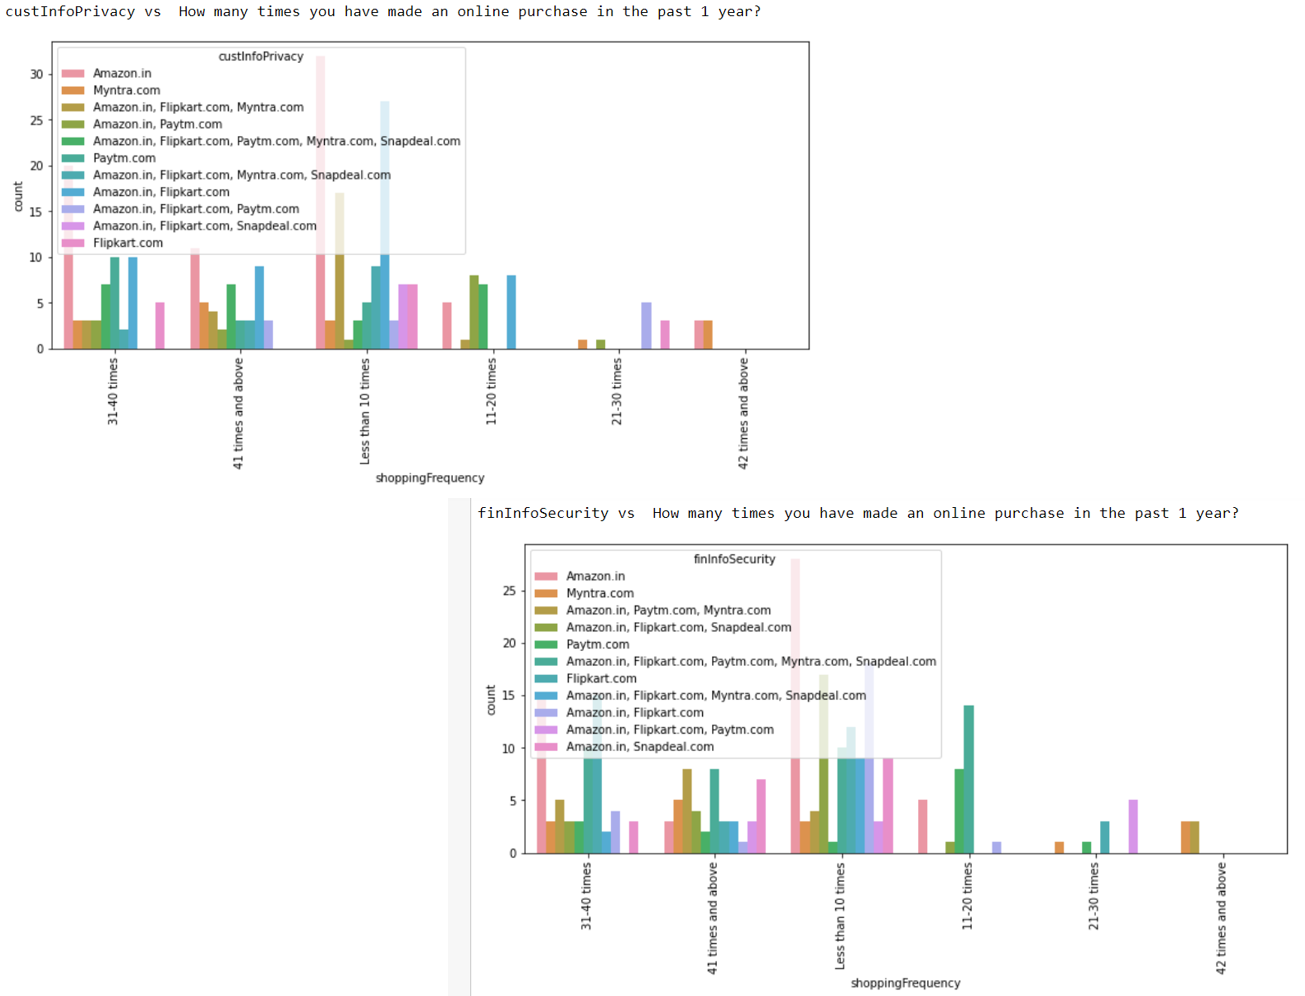 custInfoPrivacy vs  How many times you have made an online purchase in the past 1 year?
custInfoPrivacy
Amazon.in
Myntra.com
Amazon.in, Flipkart.com, Myntra.com
Amazon.in, Paytm.com
Amazon.in, Flipkart.com, Paytm.com, Myntra.com, Snapdeal.com
Paytm.com
Amazon.in, Flipkart.com, Myntra.com, Snapdeal.com
Amazon.in, Flipkart.com
Amazon.in, Flipkart.com, Paytm.com
Amazon.in, Flipkart.com, Snapdeal.com
Flipkart.com
30
25
20
15
10
5
0
count
31-40 times
41 times and above
Less than 10 times
11-20 times
21-30 times
42 times and above
shoppingFrequency
finInfoSecurity vs  How many times you have made an online purchase in the past 1 year?
finInfoSecurity
Amazon.in
Myntra.com
Amazon.in, Paytm.com, Myntra.com
Amazon.in, Flipkart.com, Snapdeal.com
Paytm.com
Amazon.in, Flipkart.com, Paytm.com, Myntra.com, Snapdeal.com
Flipkart.com
Amazon.in, Flipkart.com, Myntra.com, Snapdeal.com
Amazon.in, Flipkart.com
Amazon.in, Flipkart.com, Paytm.com
Amazon.in, Snapdeal.com
25
20
15
10
5
0
count
31-40 times
41 times and above
Less than 10 times
11-20 times
21-30 times
42 times and above
shoppingFrequency